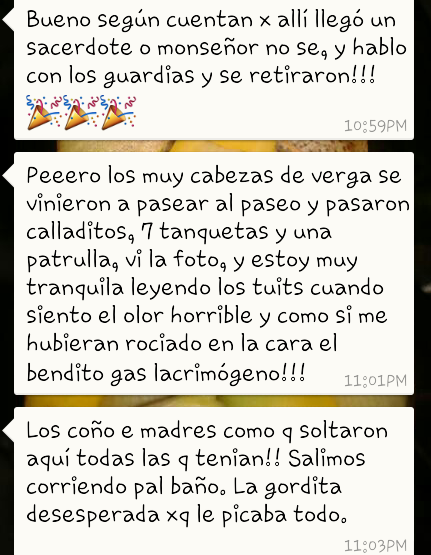 Bueno según cuentan x allí llegó un
sacerdote o monseñor no se, y hablo
con los guardias y se retiraron!!!
🎉🎉🎉
10:59PM
Peeero los muy cabezas de verga se
vinieron a pasear al paseo y pasaron
calladitos, 7 tanquetas y una
patrulla, vi la foto, y estoy muy
tranquila leyendo los tuits cuando
siento el olor horrible y como si me
hubieran rociado en la cara el
bendito gas lacrimógeno!!!
11:01PM
Los coño e madres como q soltaron
aquí todas las q tenian!! Salimos
corriendo pal baño. La gordita
desesperada xq le picaba todo.
11:03PM